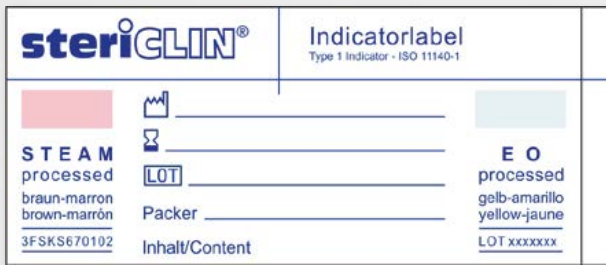 steriCLIN®
Indicatorlabel
Type 1 Indicator - ISO 11140-1
STEAM
processed
braun-marron
brown-marrón
3FSKS670102
LOT
Packer
Inhalt/Content
EO
processed
gelb-amarillo
yellow-jaune
LOT xxxxxxx